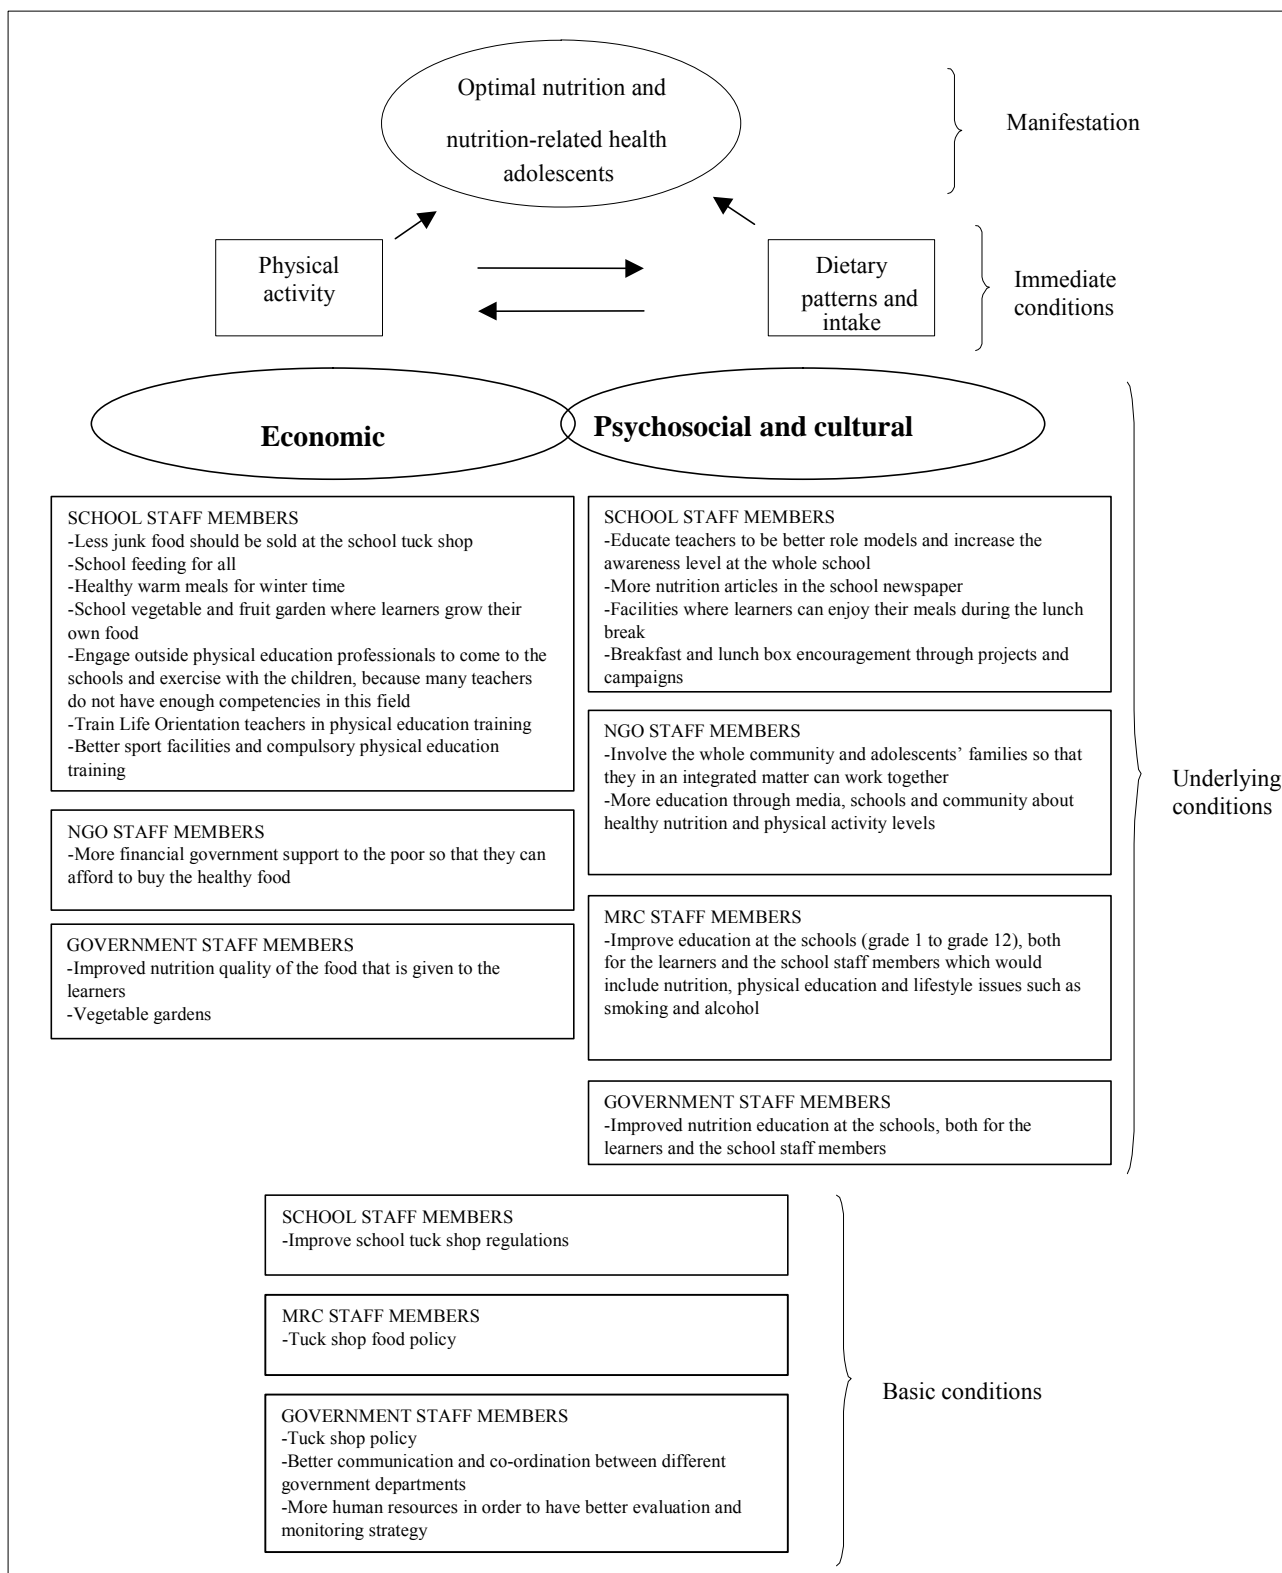 Optimal nutrition and
nutrition-related health
adolescents
Manifestation
Physical
activity
Dietary
patterns and
intake
Immediate
conditions
Economic
Psychosocial and cultural
SCHOOL STAFF MEMBERS
-Less junk food should be sold at the school tuck shop
-School feeding for all
-Healthy warm meals for winter time
-School vegetable and fruit garden where learners grow their
own food
-Engage outside physical education professionals to come to the
schools and exercise with the children, because many teachers
do not have enough competencies in this field
-Train Life Orientation teachers in physical education training
-Better sport facilities and compulsory physical education
training
NGO STAFF MEMBERS
-More financial government support to the poor so that they can
afford to buy the healthy food
GOVERNMENT STAFF MEMBERS
-Improved nutrition quality of the food that is given to the
learners
-Vegetable gardens
SCHOOL STAFF MEMBERS
-Educate teachers to be better role models and increase the
awareness level at the whole school
-More nutrition articles in the school newspaper
-Facilities where learners can enjoy their meals during the lunch
break
-Breakfast and lunch box encouragement through projects and
campaigns
NGO STAFF MEMBERS
-Involve the whole community and adolescents’ families so that
they in an integrated matter can work together
-More education through media, schools and community about
healthy nutrition and physical activity levels
MRC STAFF MEMBERS
-Improve education at the schools (grade 1 to grade 12), both
for the learners and the school staff members which would
include nutrition, physical education and lifestyle issues such as
smoking and alcohol
GOVERNMENT STAFF MEMBERS
-Improved nutrition education at the schools, both for the
learners and the school staff members
Underlying
conditions
SCHOOL STAFF MEMBERS
-Improve school tuck shop regulations
MRC STAFF MEMBERS
-Tuck shop food policy
GOVERNMENT STAFF MEMBERS
-Tuck shop policy
-Better communication and co-ordination between different
government departments
-More human resources in order to have better evaluation and
monitoring strategy
Basic conditions